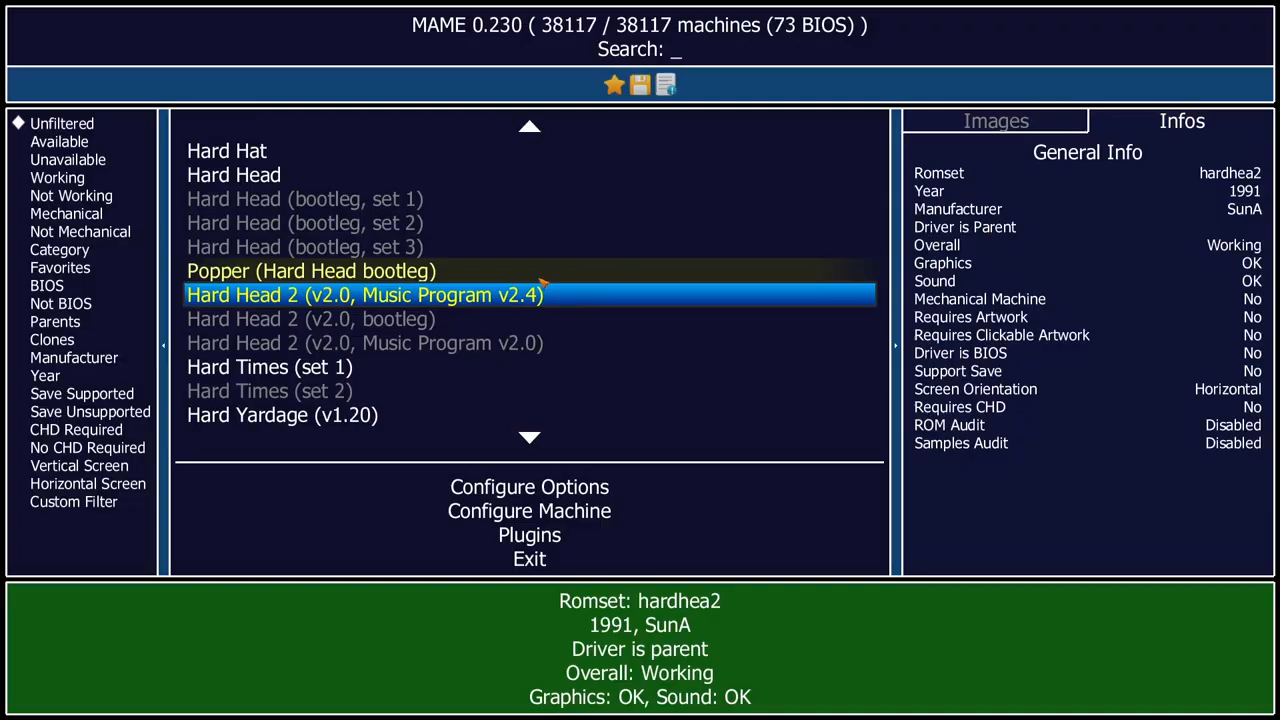 MAME 0.230 ( 38117 / 38117 machines (73 BIOS) )
Search: _
Unfiltered
Available
Unavailable
Working
Not Working
Mechanical
Not Mechanical
Category
Favorites
BIOS
Not BIOS
Parents
Clones
Manufacturer
Year
Save Supported
Save Unsupported
CHD Required
No CHD Required
Vertical Screen
Horizontal Screen
Custom Filter
Hard Hat
Hard Head
Hard Head (bootleg, set 1)
Hard Head (bootleg, set 2)
Hard Head (bootleg, set 3)
Popper (Hard Head bootleg)
Hard Head 2 (v2.0, Music Program v2.4)
Hard Head 2 (v2.0, bootleg)
Hard Head 2 (v2.0, Music Program v2.0)
Hard Times (set 1)
Hard Times (set 2)
Hard Yardage (v1.20)
Configure Options
Configure Machine
Plugins
Exit
Images Infos
General Info
Romset hardhea2
Year 1991
Manufacturer SunA
Driver is Parent
Overall Working
Graphics OK
Sound OK
Mechanical Machine No
Requires Artwork No
Requires Clickable Artwork No
Driver is BIOS No
Support Save No
Screen Orientation Horizontal
Requires CHD No
ROM Audit Disabled
Samples Audit Disabled
Romset: hardhea2
1991, SunA
Driver is parent
Overall: Working
Graphics: OK, Sound: OK